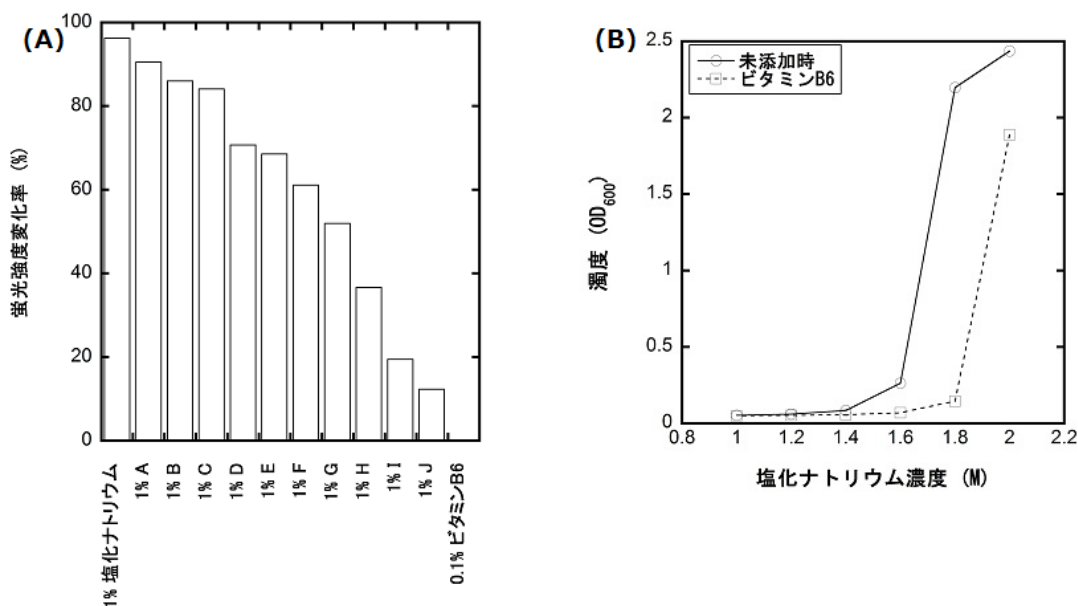 (A)
蛍光強度変化率 (%)
100
80
60
40
20
0
1% 塩化ナトリウム
1% A
1% B
1% C
1% D
1% E
1% F
1% G
1% H
1% I
1% J
0.1% ビタミンB6
(B)
未添加時
ビタミンB6
濁度 (OD600)
2.5
2
1.5
1
0.5
0
0.8 1 1.2 1.4 1.6 1.8 2 2.2
塩化ナトリウム濃度 (M)